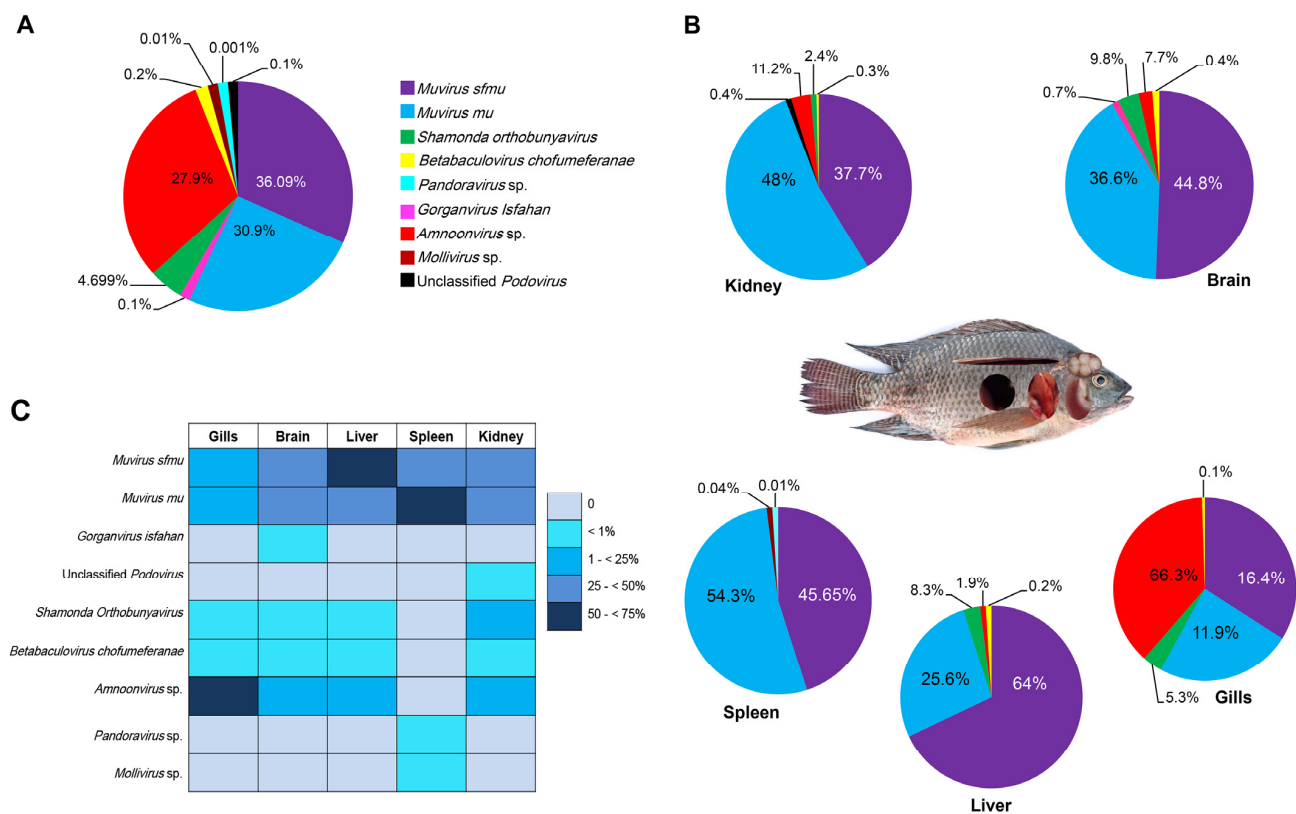 A
0.01%
0.001%
0.2%
0.1%
27.9%
36.09%
30.9%
4.699%
0.1%
Muvirus sfmu
Muvirus mu
Shamonda orthobunyavirus
Betabaculovirus chofumeferanae
Pandoravirus sp.
Gorganvirus Isfahan
Amnoonvirus sp.
Mollivirus sp.
Unclassified Podovirus
B
2.4%
11.2%
0.3%
0.4%
48%
37.7%
Kidney
9.8%
7.7%
0.4%
0.7%
36.6%
44.8%
Brain
0.04%
0.01%
54.3%
45.65%
Spleen
8.3%
1.9%
0.2%
25.6%
64%
Liver
0.1%
66.3%
16.4%
11.9%
5.3%
Gills
C
Gills Brain Liver Spleen Kidney
Muvirus sfmu
Muvirus mu
Gorganvirus isfahan
Unclassified Podovirus
Shamonda Orthobunyavirus
Betabaculovirus chofumeferanae
Amnoonvirus sp.
Pandoravirus sp.
Mollivirus sp.
0
< 1%
1 - < 25%
25 - < 50%
50 - < 75%